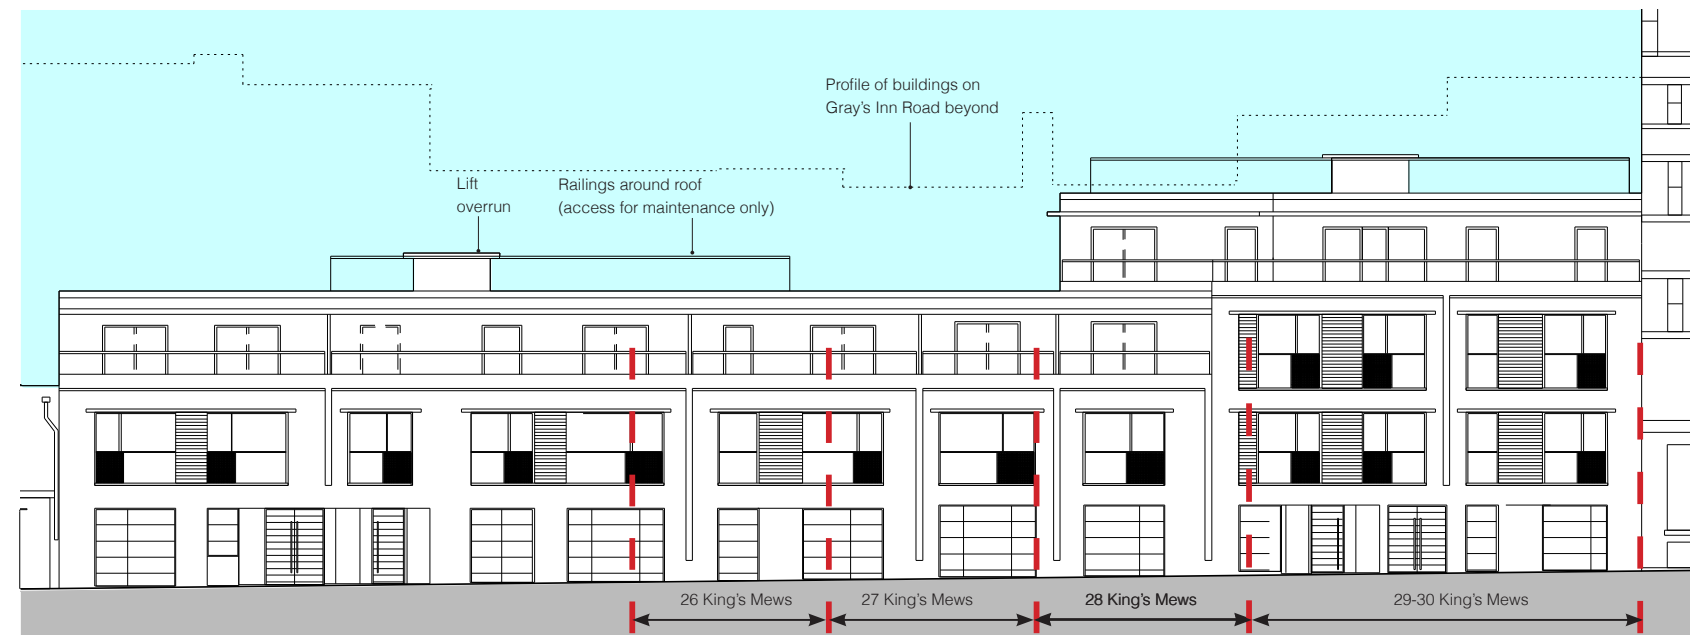 Profile of buildings on
Gray's Inn Road beyond
Lift
overrun
Railings around roof
(access for maintenance only)
26 King's Mews
27 King's Mews
28 King's Mews
29-30 King's Mews